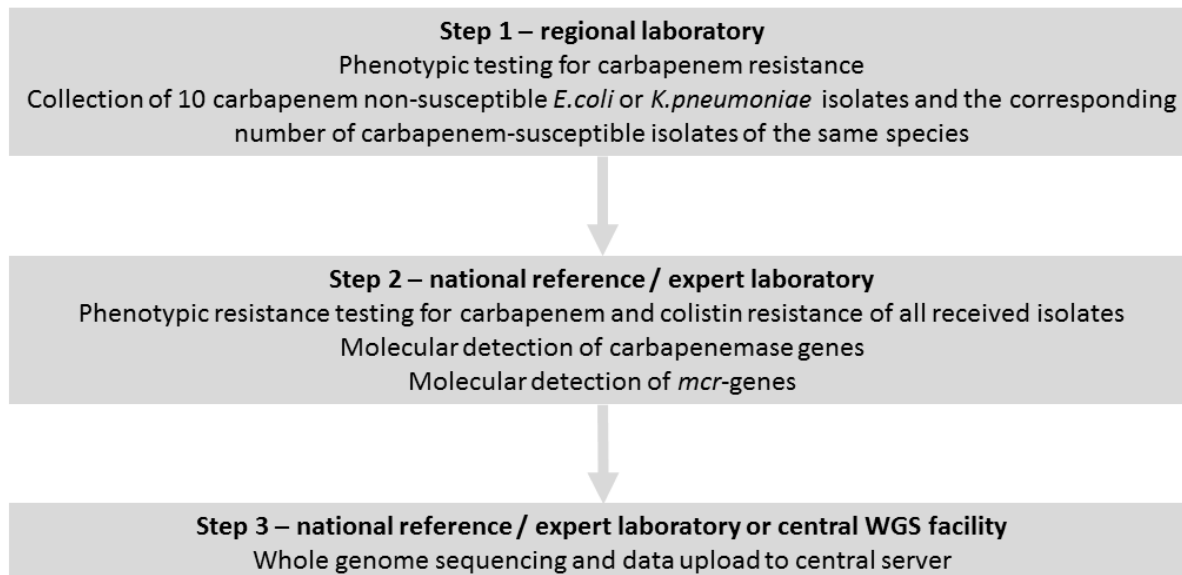 Step 1 – regional laboratory
Phenotypic testing for carbapenem resistance
Collection of 10 carbapenem non-susceptible E.coli or K.pneumoniae isolates and the corresponding
number of carbapenem-susceptible isolates of the same species
Step 2 – national reference / expert laboratory
Phenotypic resistance testing for carbapenem and colistin resistance of all received isolates
Molecular detection of carbapenemase genes
Molecular detection of mcr-genes
Step 3 – national reference / expert laboratory or central WGS facility
Whole genome sequencing and data upload to central server